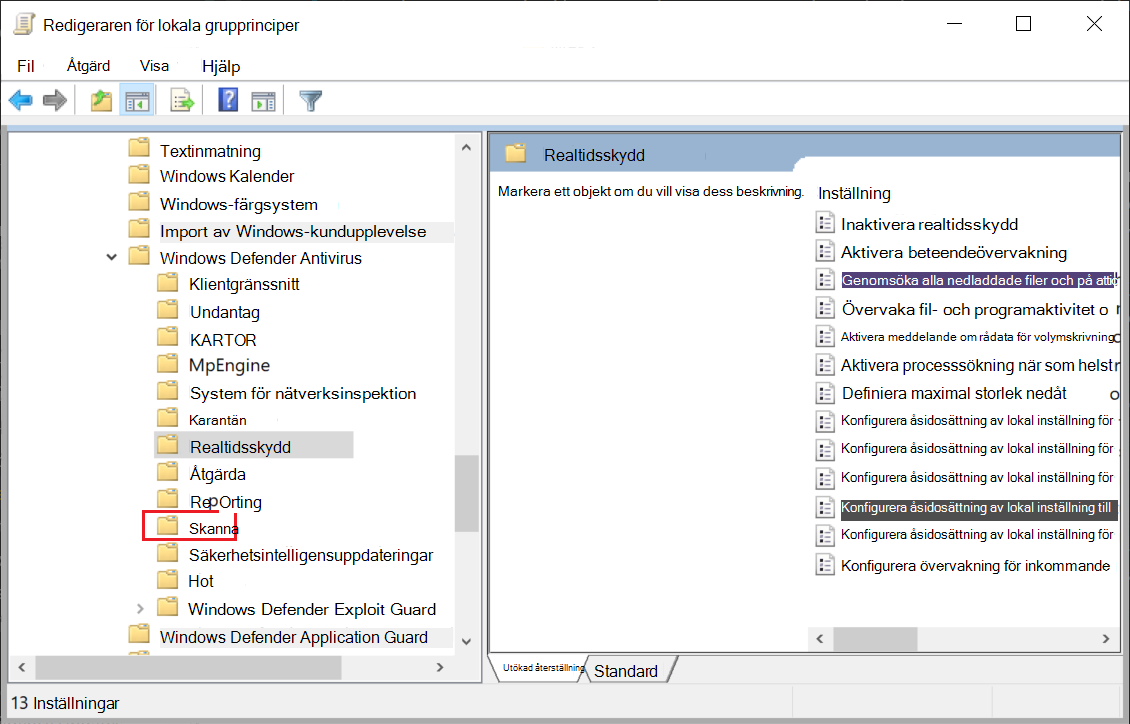 Redigeraren för lokala grupprinciper
Fil Åtgärd Visa Hjälp
Textinmatning
Windows Kalender
Windows-färgsystem
Import av Windows-kundupplevelse
Windows Defender Antivirus
Klientgränssnitt
Undantag
KARTOR
MpEngine
System för nätverksinspektion
Karantän
Realtidsskydd
Åtgärda
RepOrting
Skanna
Säkerhetsintelligensuppdateringar
Hot
Windows Defender Exploit Guard
Windows Defender Application Guard
Realtidsskydd
Markera ett objekt om du vill visa dess beskrivning.
Inställning
Inaktivera realtidsskydd
Aktivera beteendeövervakning
Genomsöka alla nedladdade filer och på attig
Övervaka fil- och programaktivitet o
Aktivera meddelande om rådata för volymskrivning
Aktivera processsökning när som helst
Definiera maximal storlek nedåt
Konfigurera åsidosättning av lokal inställning för
Konfigurera åsidosättning av lokal inställning för
Konfigurera åsidosättning av lokal inställning för
Konfigurera åsidosättning av lokal inställning till
Konfigurera åsidosättning av lokal inställning för
Konfigurera övervakning för inkommande
Utökad återställning Standard
13 Inställningar